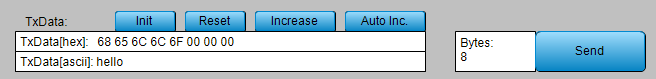 TxData: Init Reset Increase Auto Inc.
TxData[hex]: 68 65 6C 6C 6F 00 00 00
TxData[ascii]: hello
Bytes:
8
Send